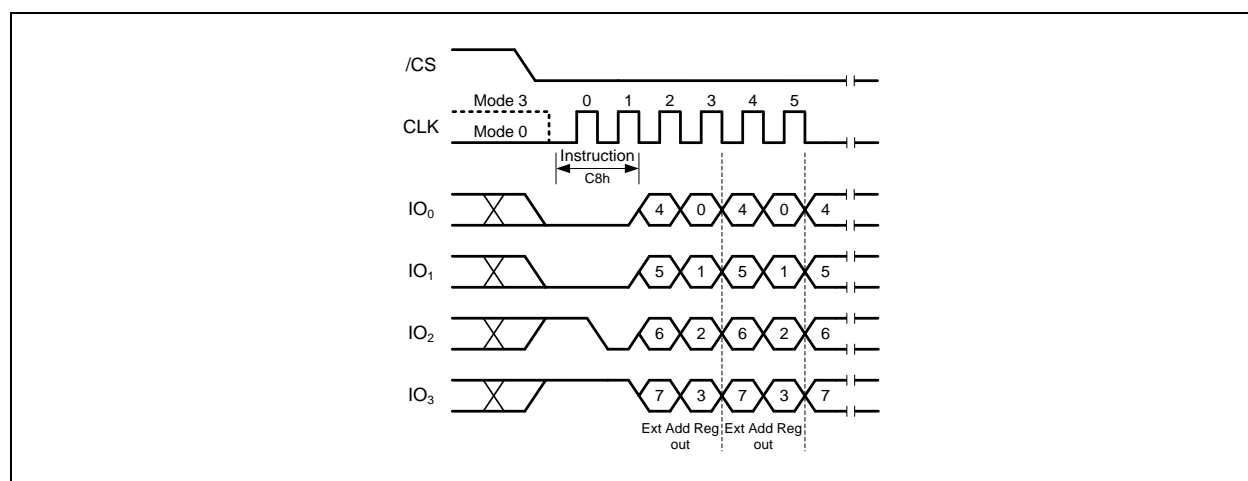 /CS
Mode 3 0 1 2 3 4 5
CLK
Mode 0
Instruction
C8h
IO₀ 4 0 4 0 4
IO₁ 5 1 5 1 5
IO₂ 6 2 6 2 6
IO₃ 7 3 7 3 7
Ext Add Reg Ext Add Reg
out out